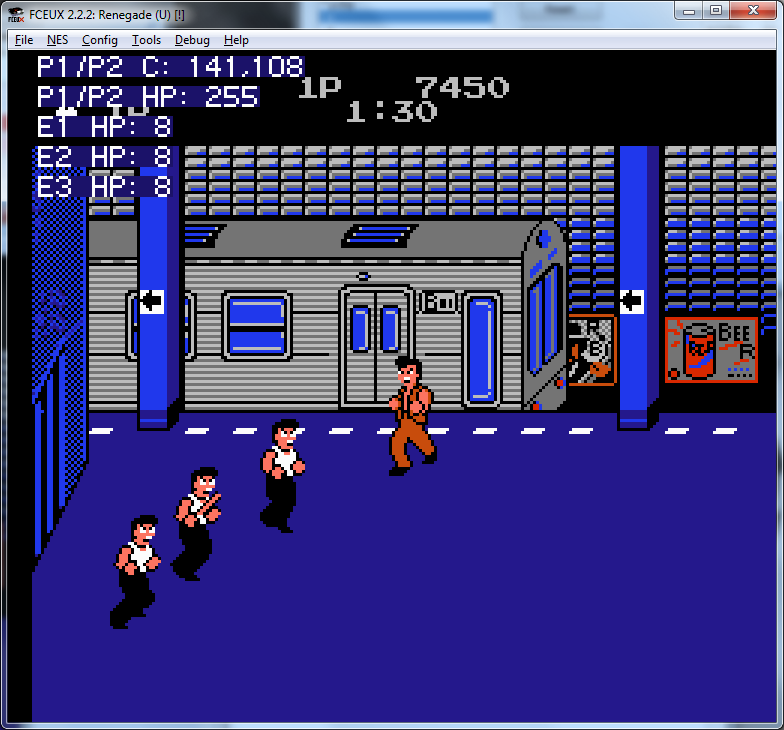 FCEUX 2.2.2: Renegade (U) [!]
File NES Config Tools Debug Help
P1/P2 C: 141,108
1P 7450
P1/P2 HP: 255
1:30
E1 HP: 8
E2 HP: 8
E3 HP: 8
BEE
R